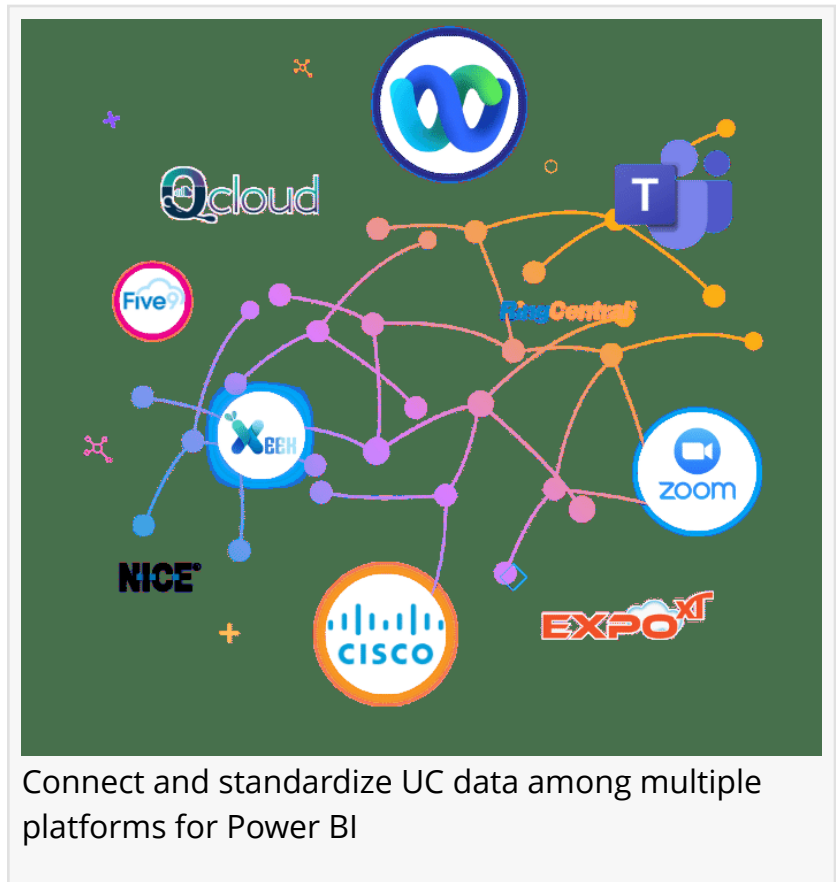 Qcloud
T
Five9
RingCentral®
XEEK
zoom
NICE®
CISCO
EXPO XT
Connect and standardize UC data among multiple
platforms for Power BI